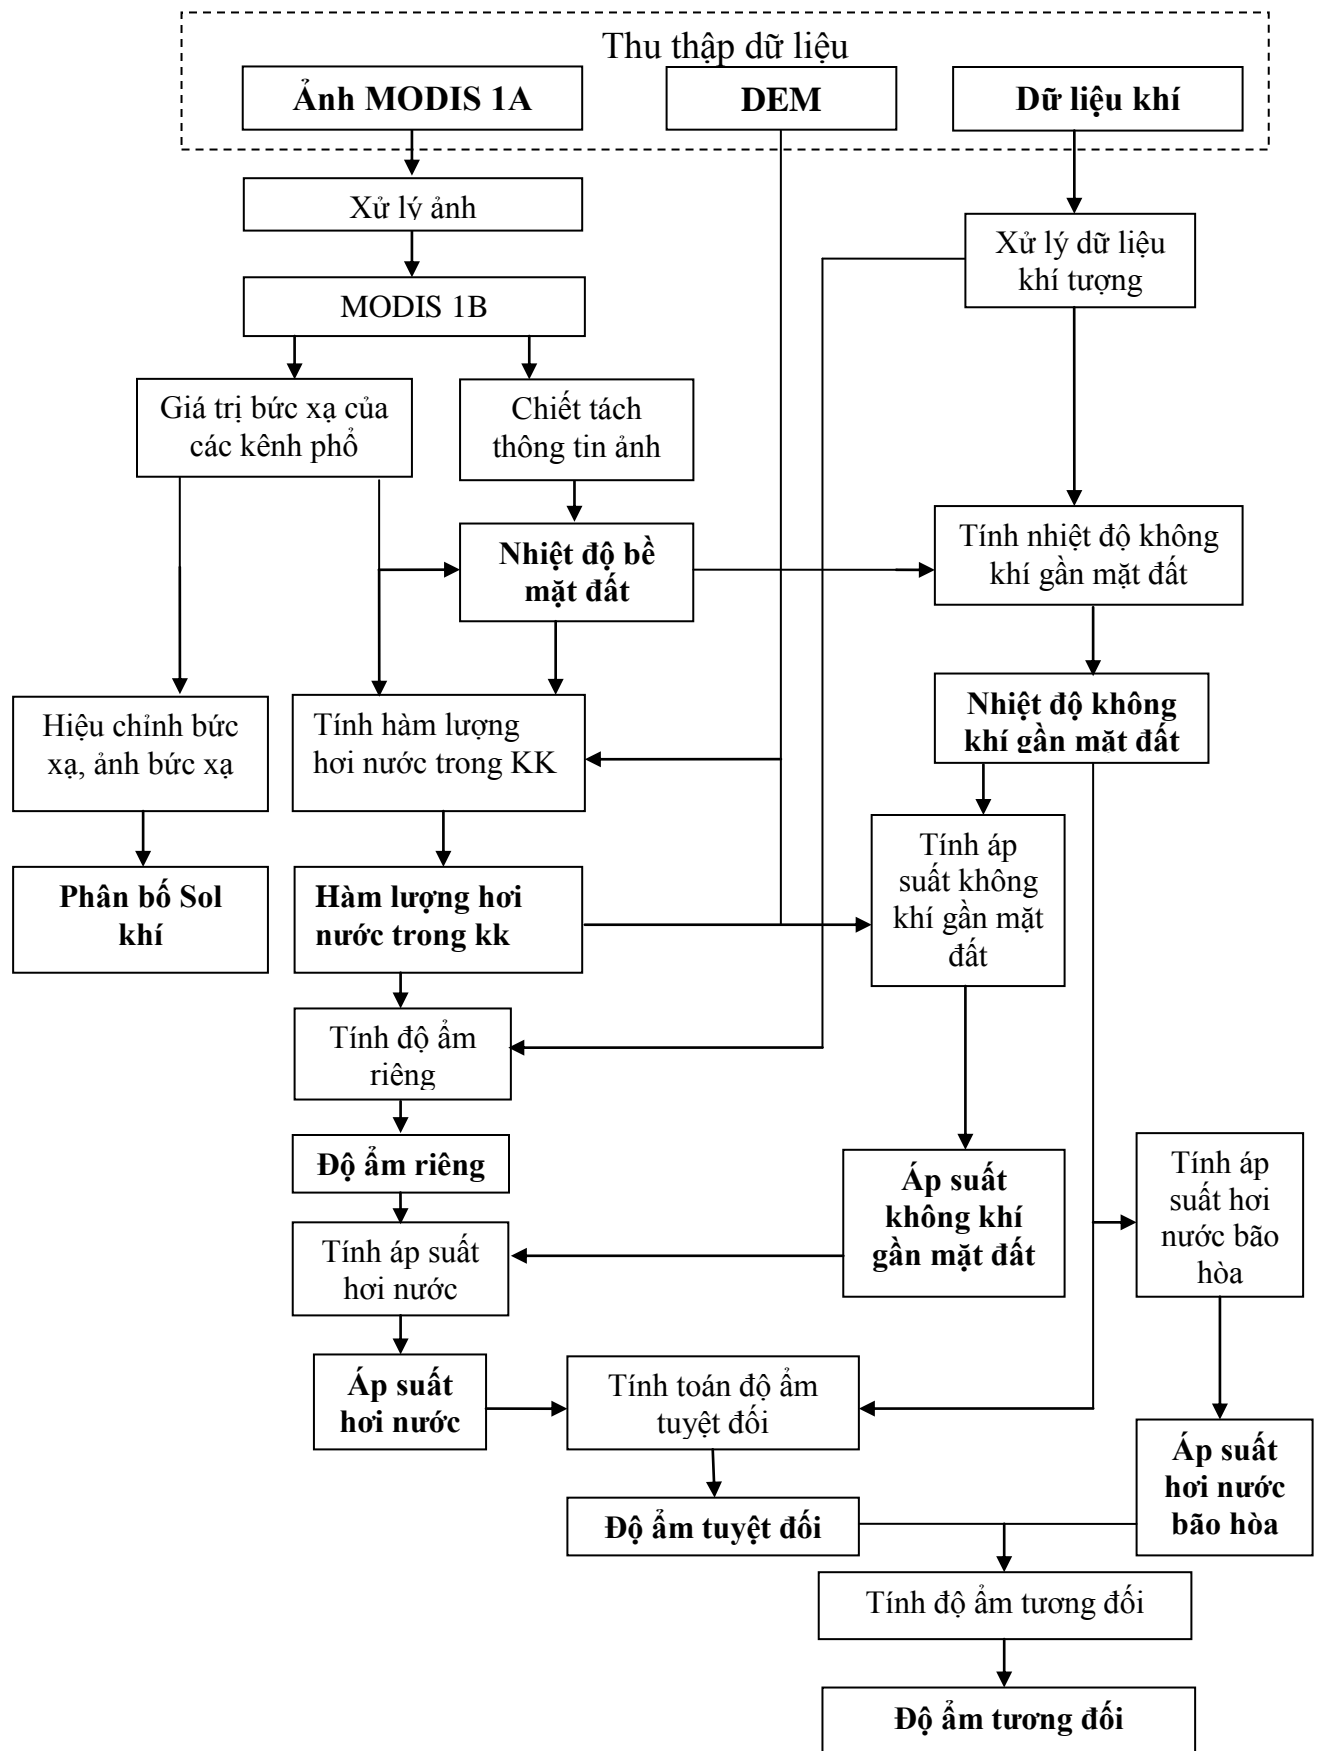 Thu thập dữ liệu
Ảnh MODIS 1A
DEM
Dữ liệu khí
Xử lý ảnh
Xử lý dữ liệu
khí tượng
MODIS 1B
Giá trị bức xạ của
các kênh phổ
Chiết tách
thông tin ảnh
Nhiệt độ bề
mặt đất
Tính nhiệt độ không
khí gần mặt đất
Hiệu chỉnh bức
xạ, ảnh bức xạ
Tính hàm lượng
hơi nước trong KK
Nhiệt độ không
khí gần mặt đất
Phân bố Sol
khí
Hàm lượng hơi
nước trong kk
Tính áp
suất không
khí gần mặt
đất
Tính độ ẩm
riêng
Độ ẩm riêng
Áp suất
không khí
gần mặt đất
Tính áp
suất hơi
nước bão
hòa
Tính áp suất
hơi nước
Áp suất
hơi nước
Tính toán độ ẩm
tuyệt đối
Áp suất
hơi nước
bão hòa
Độ ẩm tuyệt đối
Tính độ ẩm tương đối
Độ ẩm tương đối